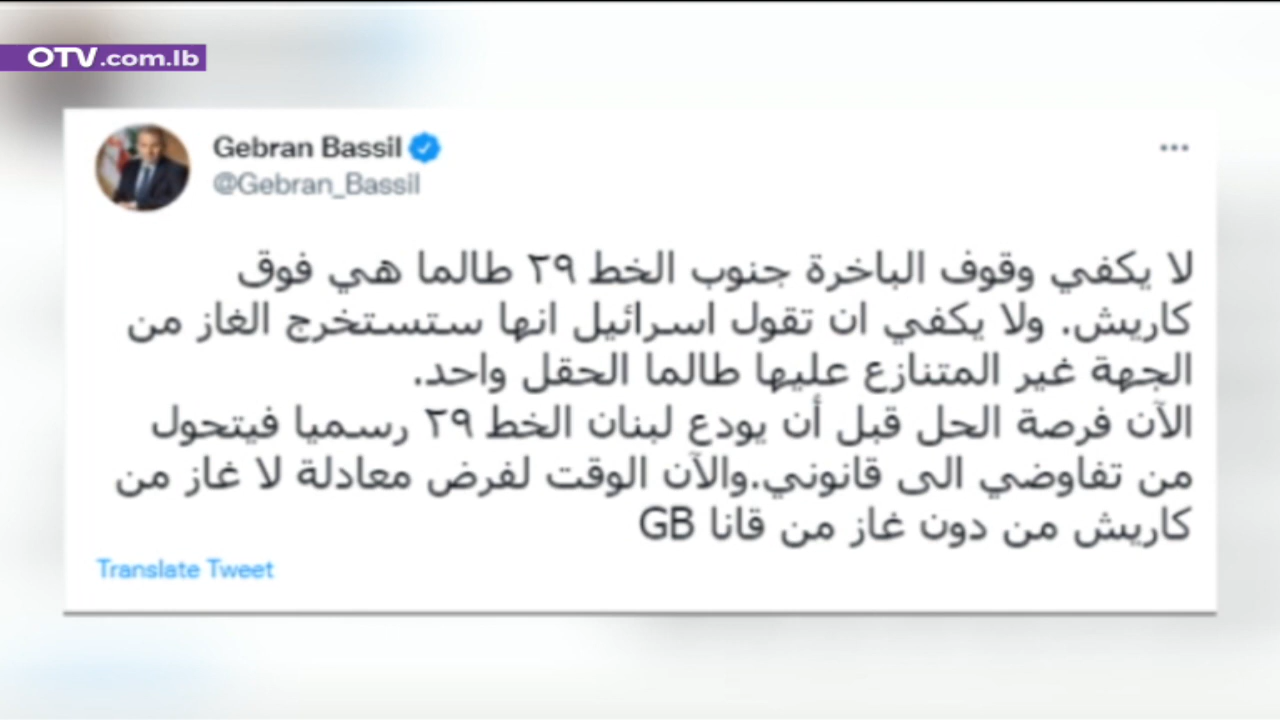 OTV.com.lb
Gebran Bassil
@Gebran_Bassil
لا يكفي وقوف الباخرة جنوب الخط ٢٩ طالما هي فوق
كاريش. ولا يكفي ان تقول اسرائيل انها ستستخرج الغاز من
الجهة غير المتنازع عليها طالما الحقل واحد.
الآن فرصة الحل قبل أن يودع لبنان الخط ٢٩ رسميا فيتحول
من تفاوضي الى قانوني.والآن الوقت لفرض معادلة لا غاز من
كاريش من دون غاز من قانا GB
Translate Tweet